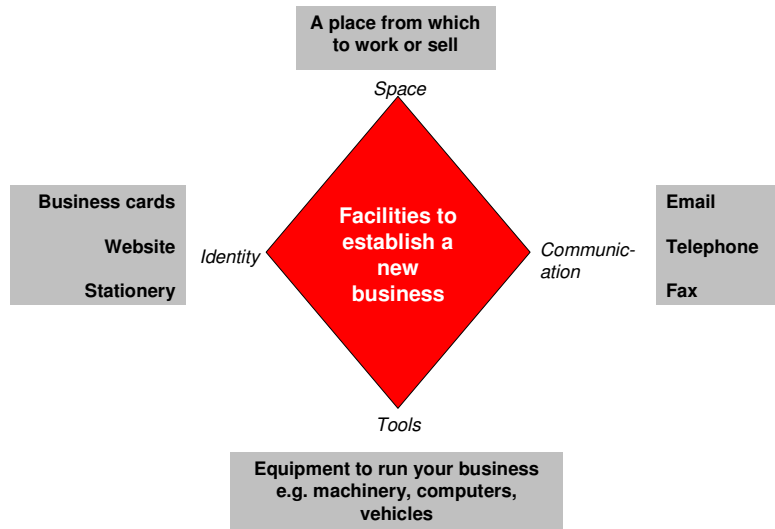 A place from which
to work or sell
Space
Business cards
Website
Stationery
Identity
Facilities to
establish a
new
business
Communic-
ation
Email
Telephone
Fax
Tools
Equipment to run your business
e.g. machinery, computers,
vehicles